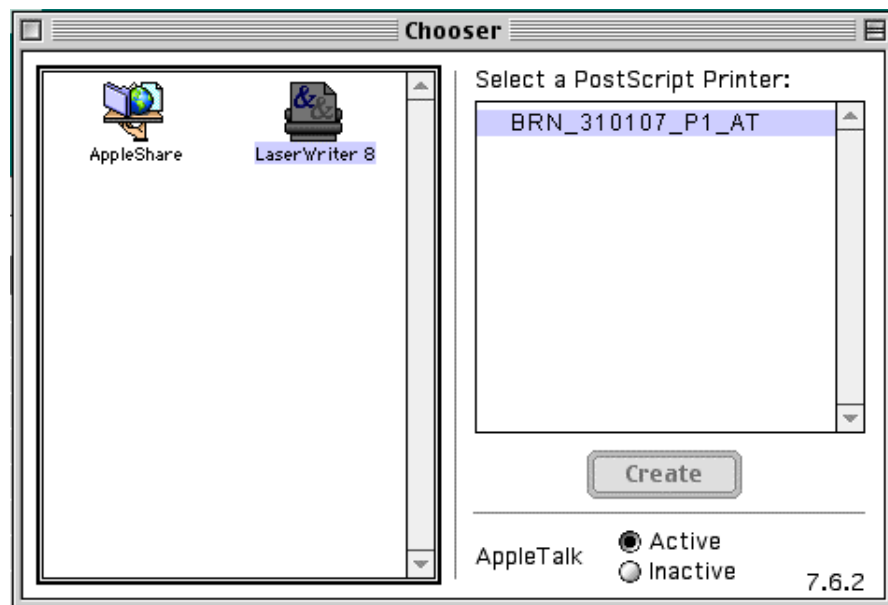 Chooser
AppleShare
LaserWriter 8
Select a PostScript Printer:
BRN_310107_P1_AT
Create
AppleTalk
Active
Inactive
7.6.2